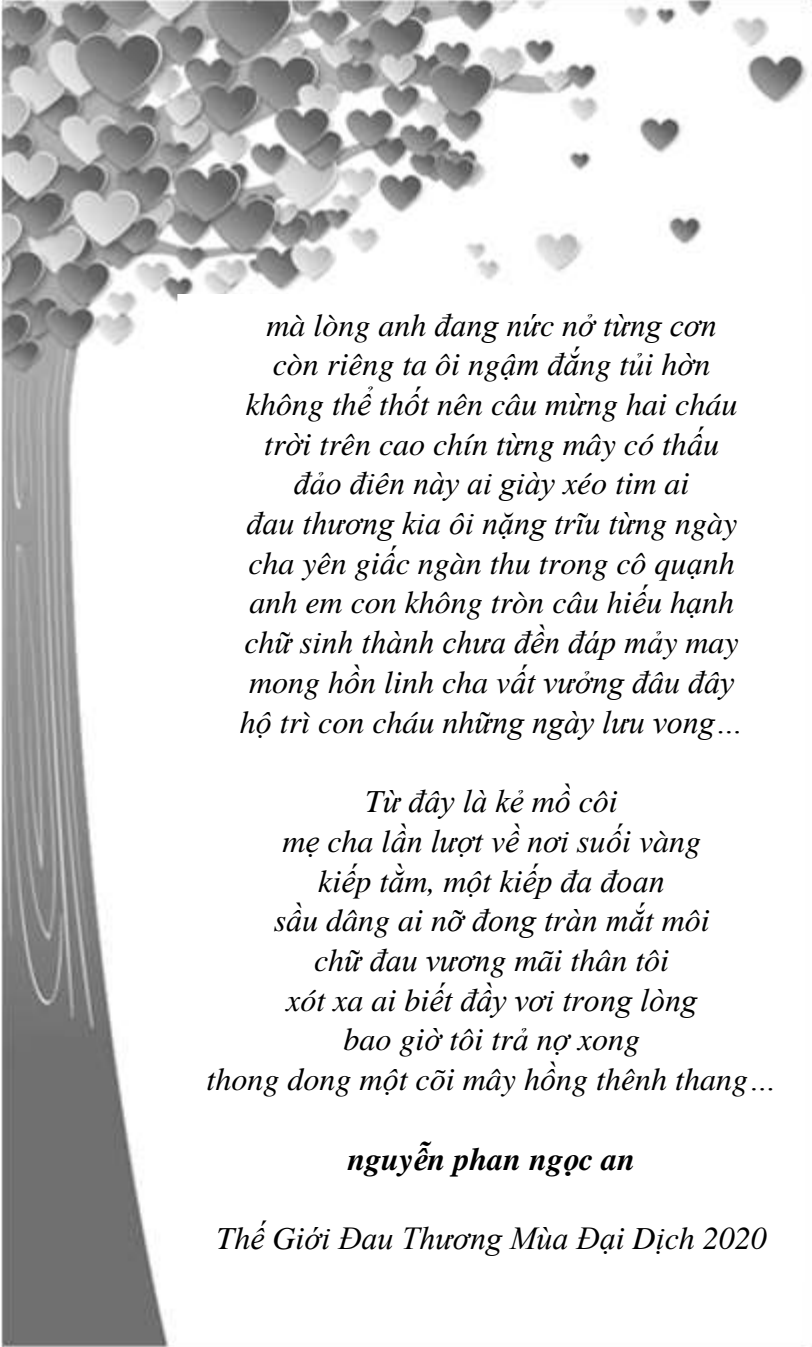 mà lòng anh đang nức nở từng cơn
còn riêng ta ôi ngậm đắng tủi hờn
không thể thốt nên câu mừng hai cháu
trời trên cao chín từng mây có thấu
đảo điên này ai giày xéo tim ai
đau thương kia ôi nặng trĩu từng ngày
cha yên giấc ngàn thu trong cô quạnh
anh em con không tròn câu hiếu hạnh
chữ sinh thành chưa đền đáp mảy may
mong hồn linh cha vất vưởng đâu đây
hộ trì con cháu những ngày lưu vong…

Từ đây là kẻ mồ côi
mẹ cha lần lượt về nơi suối vàng
kiếp tằm, một kiếp đa đoan
sầu dâng ai nỡ đong tràn mắt môi
chữ đau vương mãi thân tôi
xót xa ai biết đầy vơi trong lòng
bao giờ tôi trả nợ xong
thong dong một cõi mây hồng thênh thang…

nguyễn phan ngọc an

Thế Giới Đau Thương Mùa Đại Dịch 2020